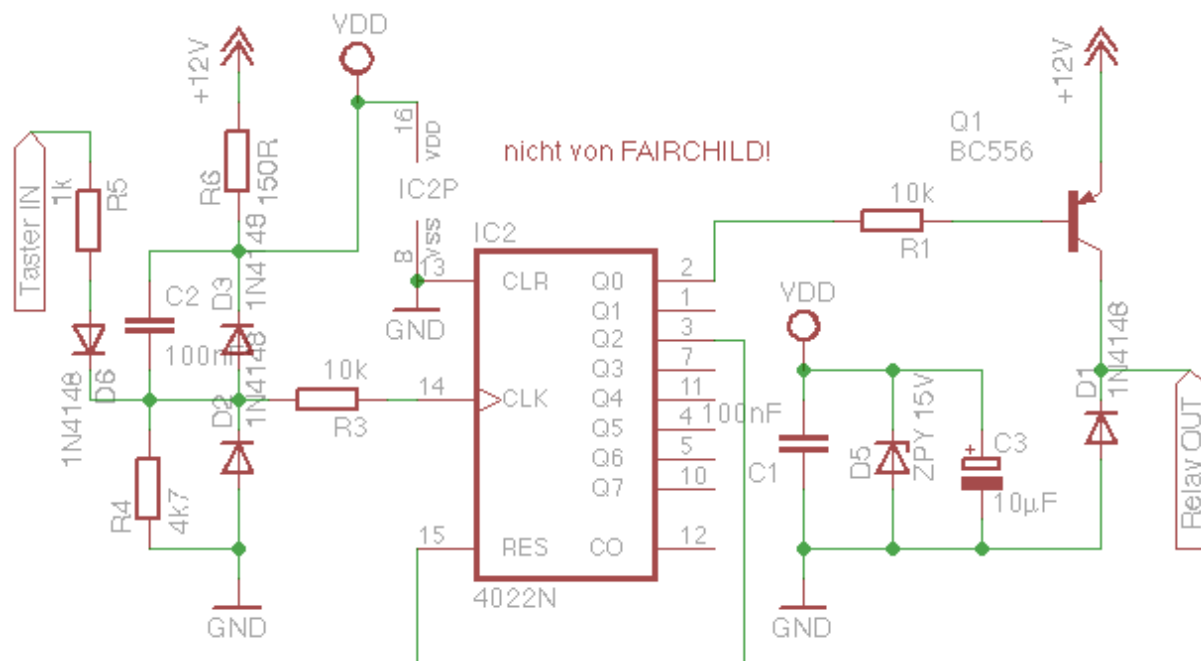 VDD
+12V
+12V
Taster IN
1k
R5
R6
150R
16
VDD
nicht von FAIRCHILD!
Q1
BC556
IC2P
8
VSS
IC2
10k
R1
13
CLR
Q0
2
Q1
1
Q2
3
Q3
7
Q4
11
Q5
4
Q6
5
Q7
10
CO
12
GND
C2
100nF
D3
1N4148
1N4148
D6
D2
1N4148
10k
R3
14
CLK
R4
4k7
15
RES
4022N
GND
VDD
100nF
C1
D5
ZPY 15V
+
C3
10µF
D1
1N4148
Relay OUT
GND